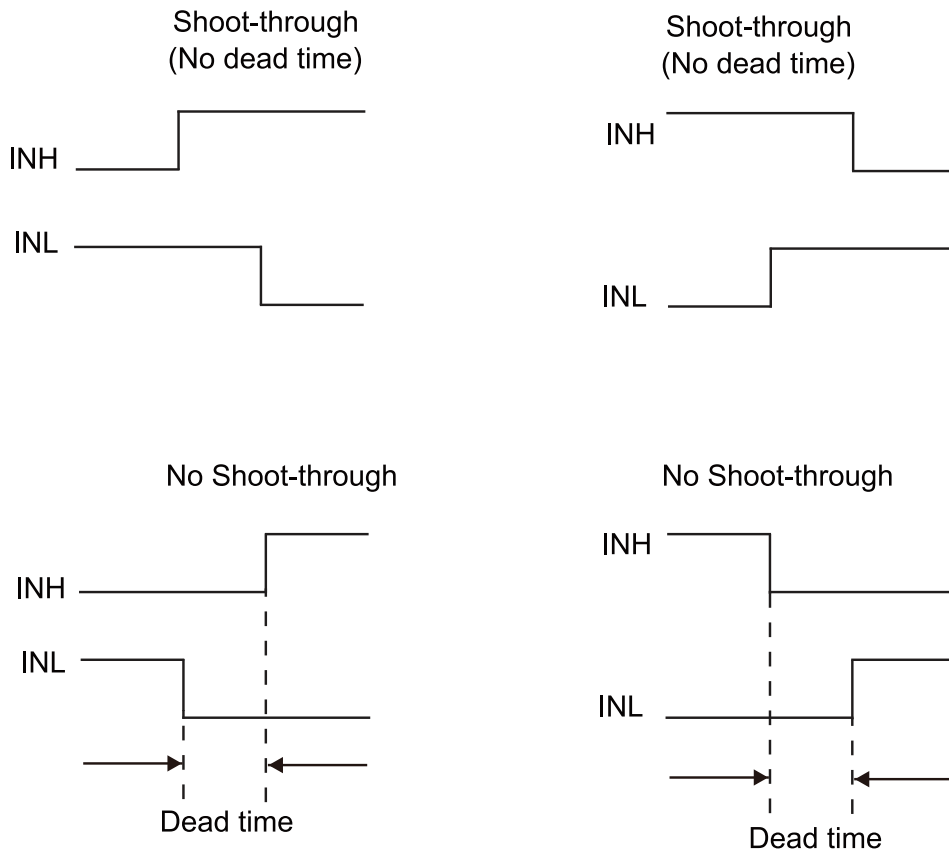 Shoot-through
(No dead time)
INH
INL
Shoot-through
(No dead time)
INH
INL
No Shoot-through
INH
INL
Dead time
No Shoot-through
INH
INL
Dead time